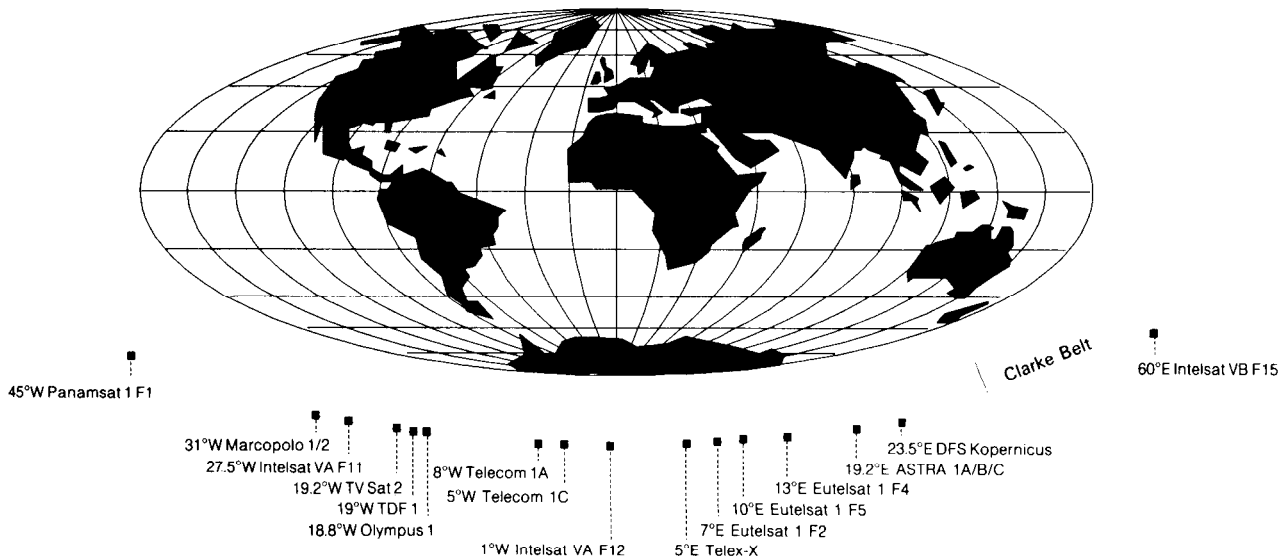 Clarke Belt
45°W Panamsat 1 F1
60°E Intelsat VB F15
31°W Marcopolo 1/2
27.5°W Intelsat VA F11
19.2°W TV Sat 2
19°W TDF 1
18.8°W Olympus 1
8°W Telecom 1A
5°W Telecom 1C
1°W Intelsat VA F12
5°E Telex-X
7°E Eutelsat 1 F2
10°E Eutelsat 1 F5
13°E Eutelsat 1 F4
19.2°E ASTRA 1A/B/C
23.5°E DFS Kopernicus